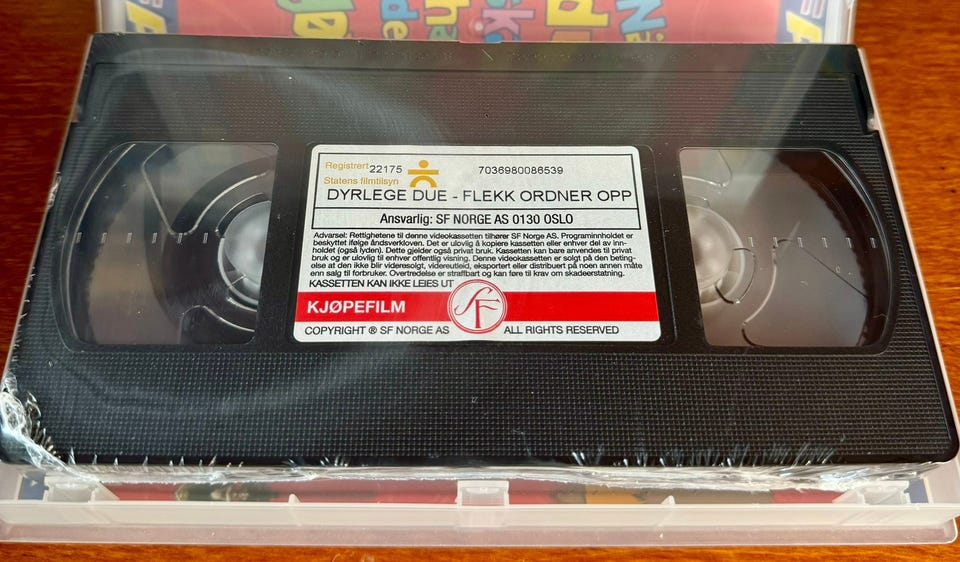 Registrert 22175 7036980086539
Statens filmtilsyn
DYRLEGE DUE - FLEKK ORDNER OPP
Ansvarlig: SF NORGE AS 0130 OSLO
Advarsel: Rettighetene til denne videokassetten tilhører SF Norge AS. Programinnholdet er
beskyttet ifølge åndsverkloven. Det er ulovlig å kopiere kassetten eller enhver del av inn-
holdet (også lyden). Dette gjelder også privat bruk. Kassetten kan bare anvendes til privat
bruk og er ulovlig til enhver offentlig visning. Denne videokassetten er solgt på den beting-
else at den ikke blir videresolgt, videreutleid, eksportert eller distribuert på noen annen måte
enn salg til forbruker. Overtredelse er straffbart og kan føre til krav om skadeerstatning.
KASSETTEN KAN IKKE LEIES UT
KJØPEFILM
SF
COPYRIGHT ® SF NORGE AS ALL RIGHTS RESERVED